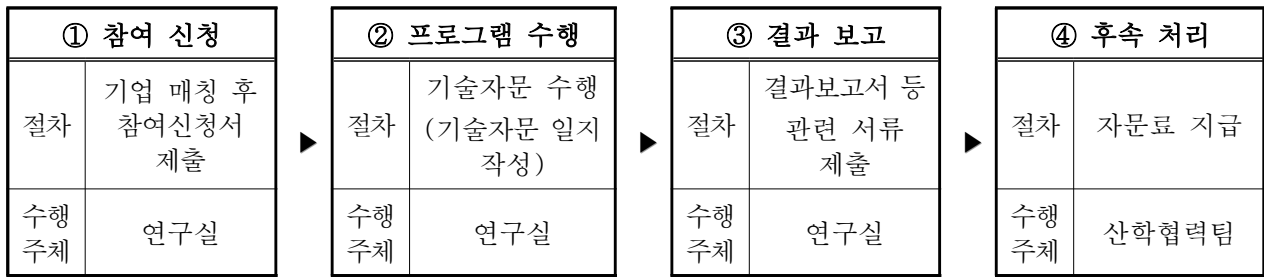 ① 참여 신청
절차
기업 매칭 후
참여신청서
제출
수행
주체
연구실
▶
② 프로그램 수행
절차
기술자문 수행
(기술자문 일지
작성)
수행
주체
연구실
▶
③ 결과 보고
절차
결과보고서 등
관련 서류
제출
수행
주체
연구실
▶
④ 후속 처리
절차
자문료 지급
수행
주체
산학협력팀